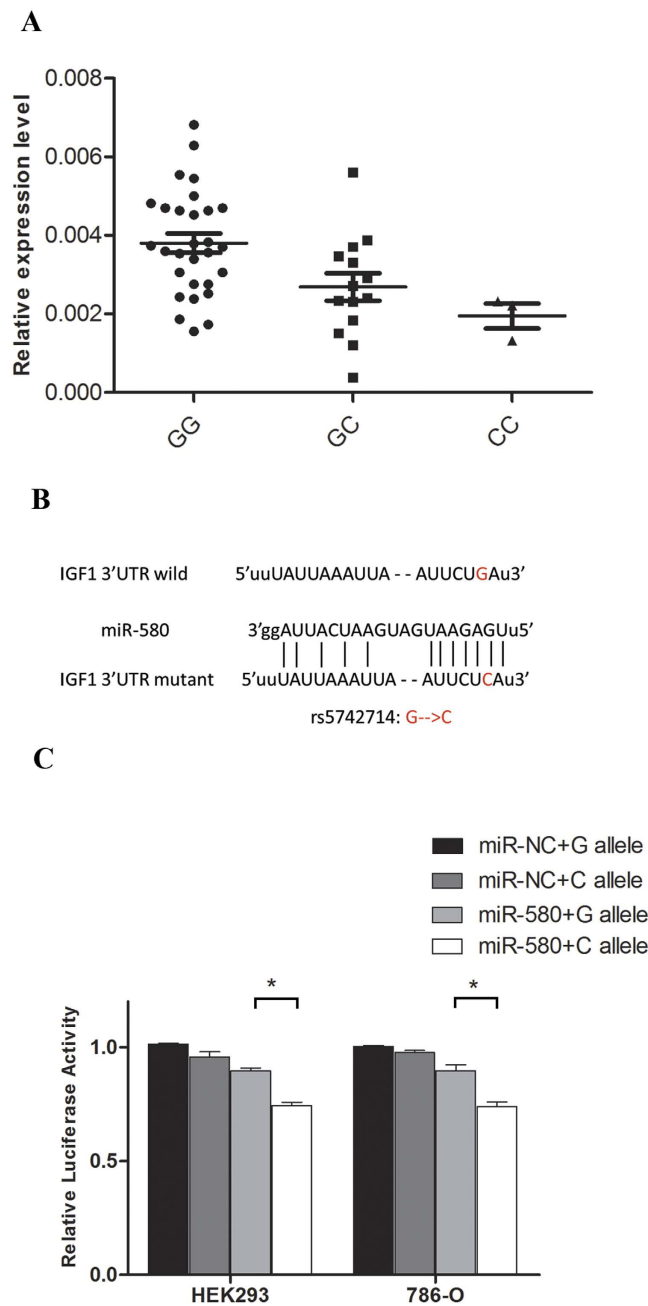 A
Relative expression level
0.008
0.006
0.004
0.002
0.000
GG
GC
CC
B
IGF1 3’UTR wild 5’uuUAUUAAAUUA - - AUUCUGAu3’
miR-580 3’ggAUUACUAAGUAGUAAGAGUu5’
IGF1 3’UTR mutant 5’uuUAUUAAAUUA - - AUUCUCAu3’
rs5742714: G-->C
C
miR-NC+G allele
miR-NC+C allele
miR-580+G allele
miR-580+C allele
Relative Luciferase Activity
1.0
0.5
0.0
* *
HEK293 786-O